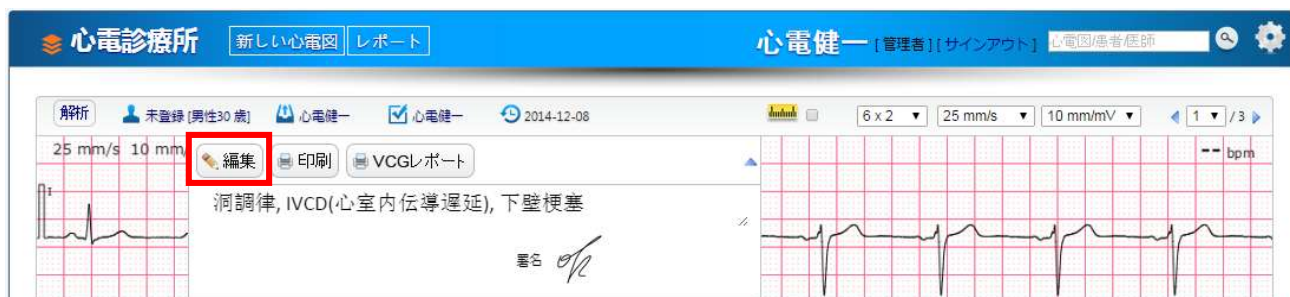 心電診療所 新しい心電図 レポート 心電健一 [管理者] [サインアウト] 心電図/患者/医師
解析 未登録 [男性30 歳] 心電健一 心電健一 2014-12-08 6 x 2 25 mm/s 10 mm/mV 1 / 3
25 mm/s 10 mm/ 編集 印刷 VCGレポート -- bpm
I
洞調律, IVCD(心室内伝導遅延), 下壁梗塞
署名